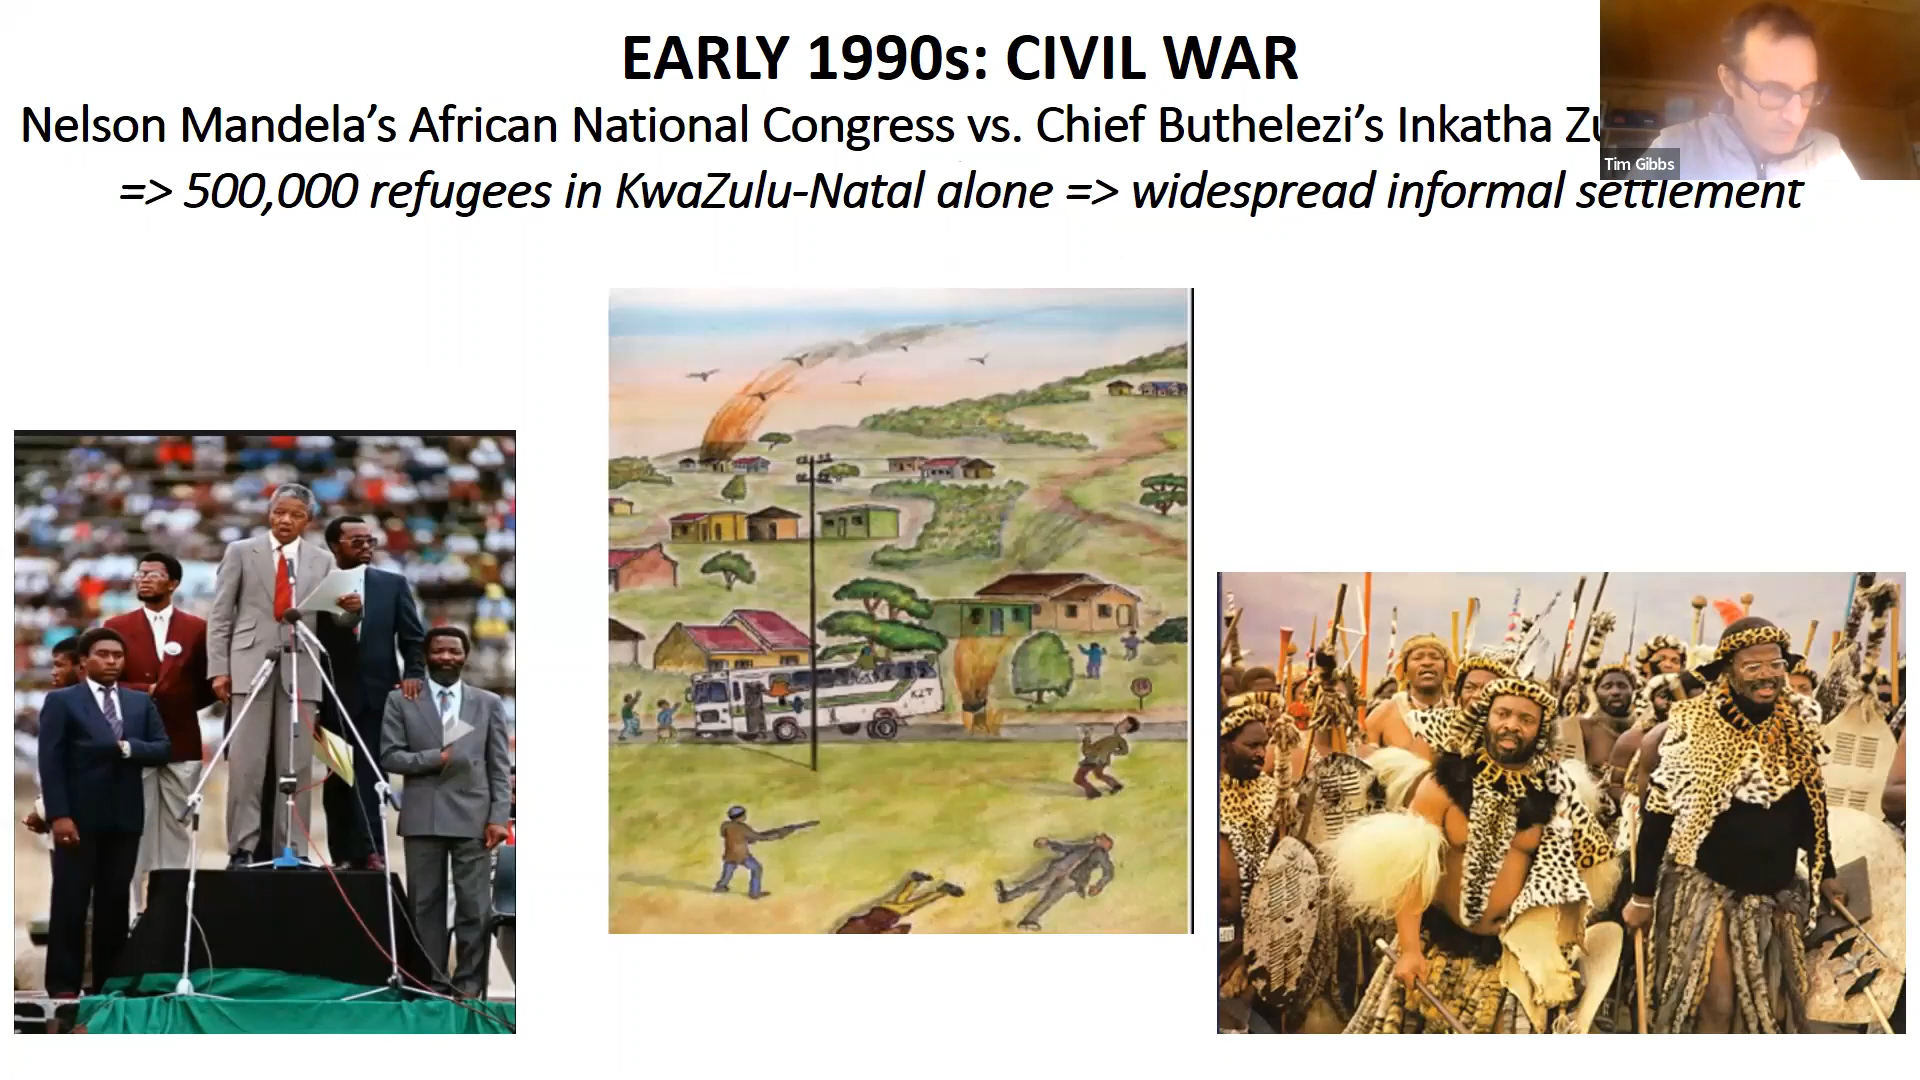 EARLY 1990s: CIVIL WAR
Nelson Mandela’s African National Congress vs. Chief Buthelezi’s Inkatha
=> 500,000 refugees in KwaZulu-Natal alone => widespread informal settlement
Tim Gibbs